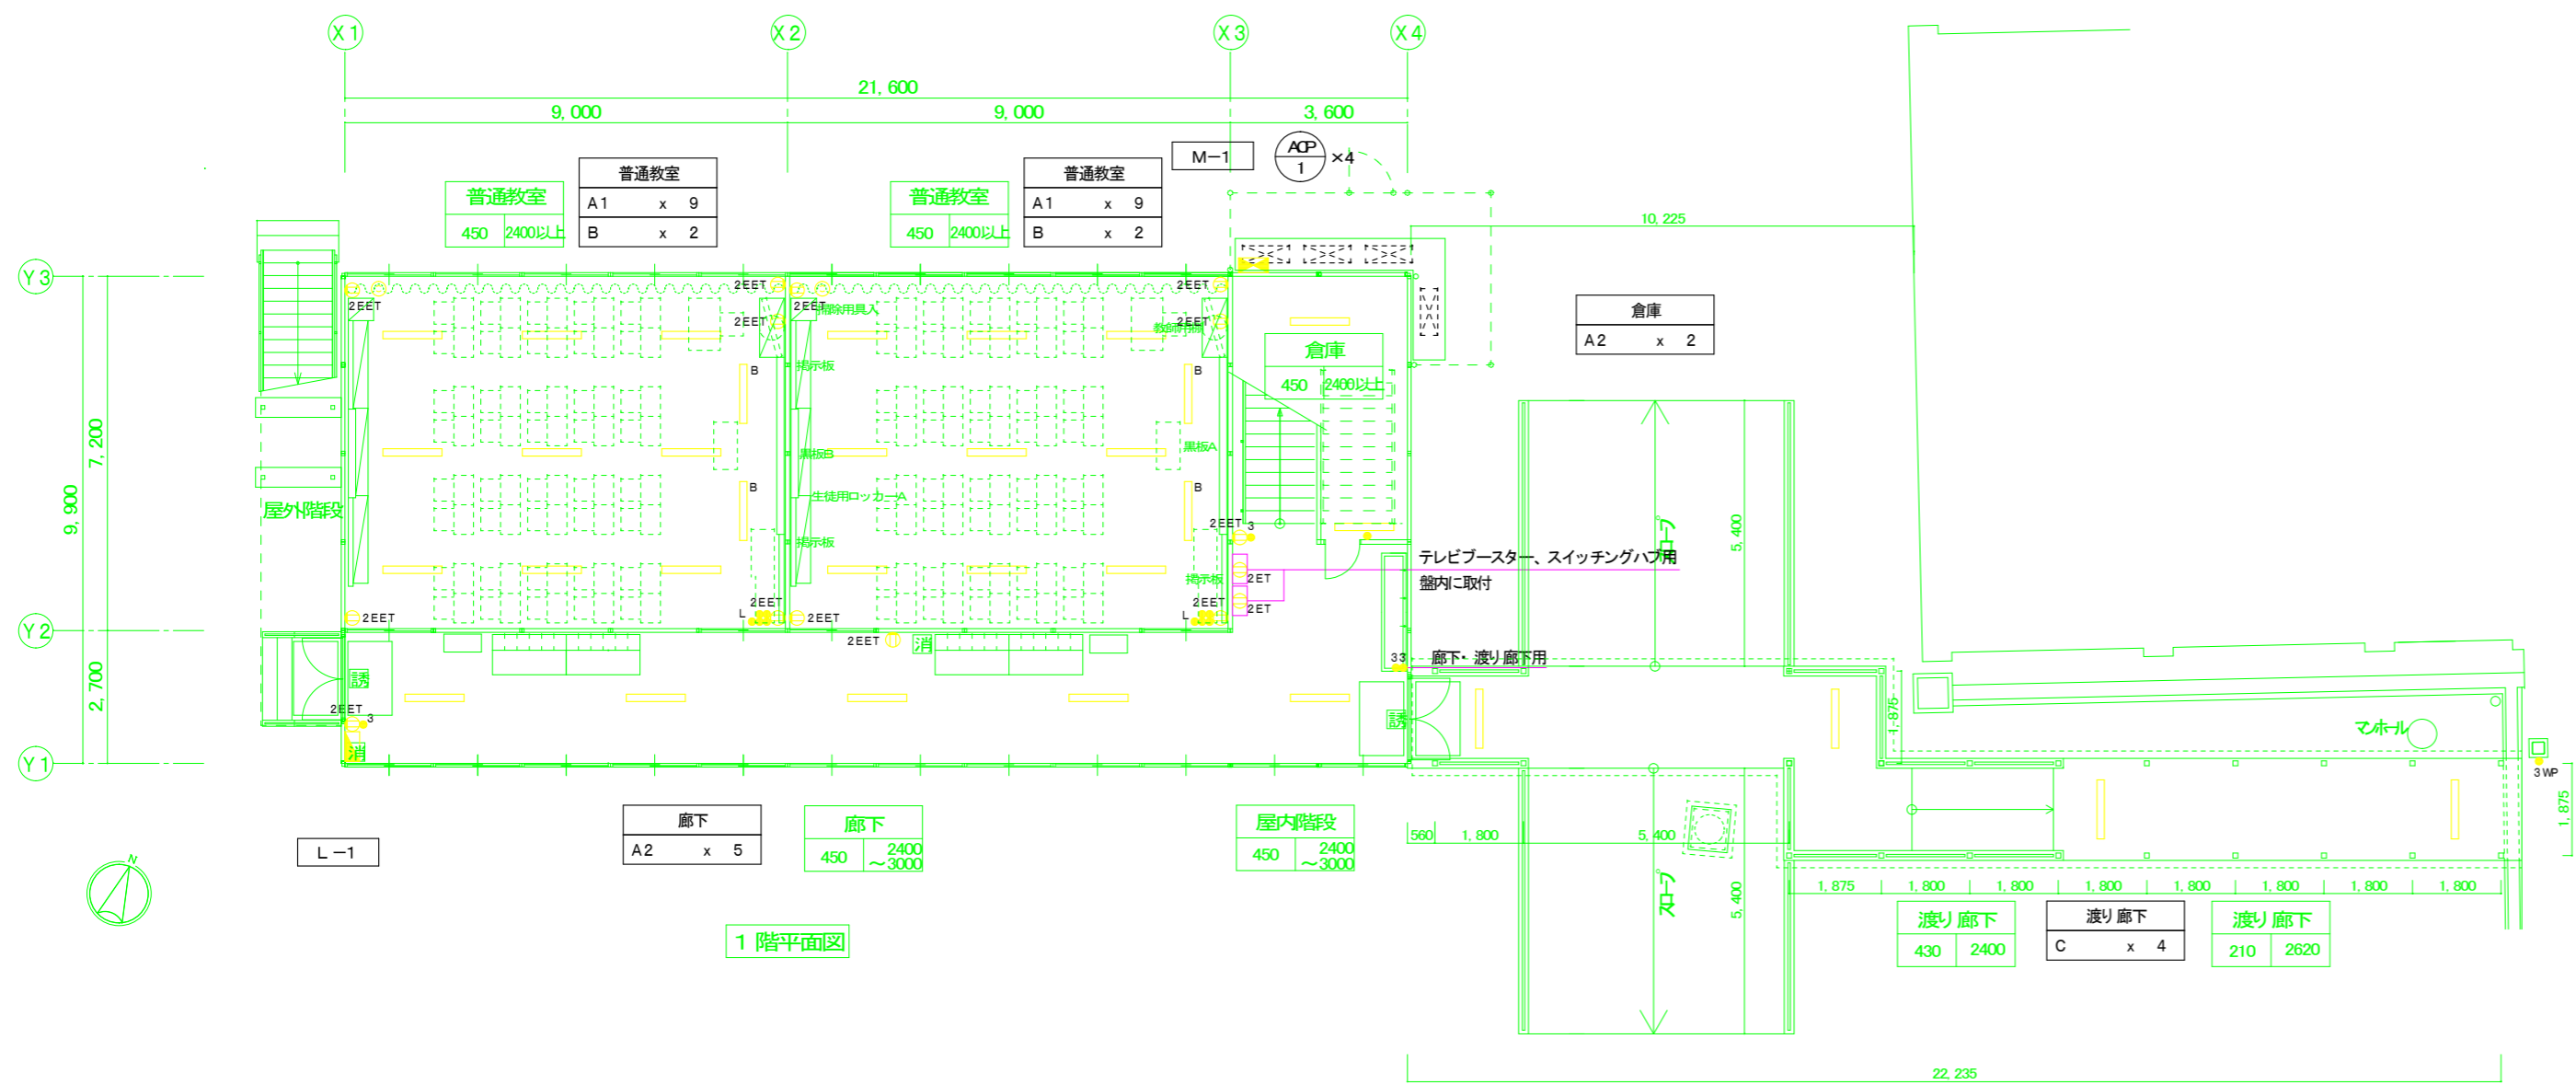 X1
X2
X3
X4
21,600
9,000
9,000
3,600
普通教室
A1 x 9
B x 2
普通教室
450 2400以上
普通教室
A1 x 9
B x 2
普通教室
450 2400以上
M-1
ACP
1
×4
10,225
Y3
2EET
2EET
2EET
2EET
2EET
2EET
掃除用具入
教師用棚
倉庫
A2 x 2
倉庫
450 2400以上
掲示板
B
B
7,200
9,900
黒板B
黒板A
B
B
生徒用ロッカーA
屋外階段
掲示板
掲示板
2EET
3
スロープ
5,400
テレビブースター、スイッチングハブ用
盤内に取付
2ET
2ET
2EET
L
2EET
2EET
L
2EET
Y2
2EET
消
33
廊下・渡り廊下用
2,700
誘
誘
2EET
3
消
1,875
マンホール
Y1
3WP
1,875
L-1
廊下
A2 x 5
廊下
450 2400
～3000
屋内階段
450 2400
～3000
560
1,800
5,400
スロープ
5,400
N
1,875
1,800
1,800
1,800
1,800
1,800
1,800
1,800
1 階平面図
渡り廊下
430 2400
渡り廊下
C x 4
渡り廊下
210 2620
22,235